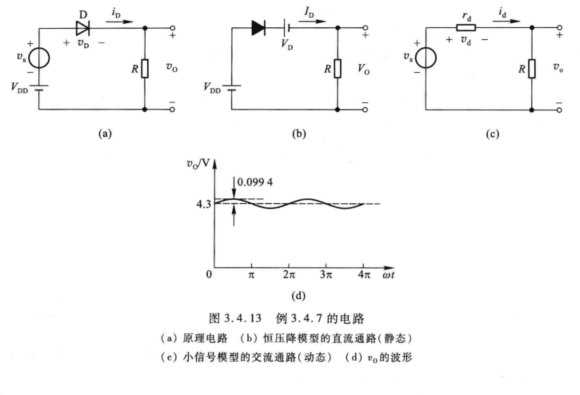 D i_D
+ v_D −
v_s + −
V_DD
R
+ v_O −
(a)
I_D
V_D
V_DD
R
+ V_O −
(b)
r_d i_d
+ v_d −
v_s + −
R
+ v_o −
(c)
v_O/V
0.099 4
4.3
0 π 2π 3π 4π ωt
(d)
图 3.4.13 例 3.4.7 的电路
(a) 原理电路 (b) 恒压降模型的直流通路(静态)
(c) 小信号模型的交流通路(动态) (d) v_O的波形